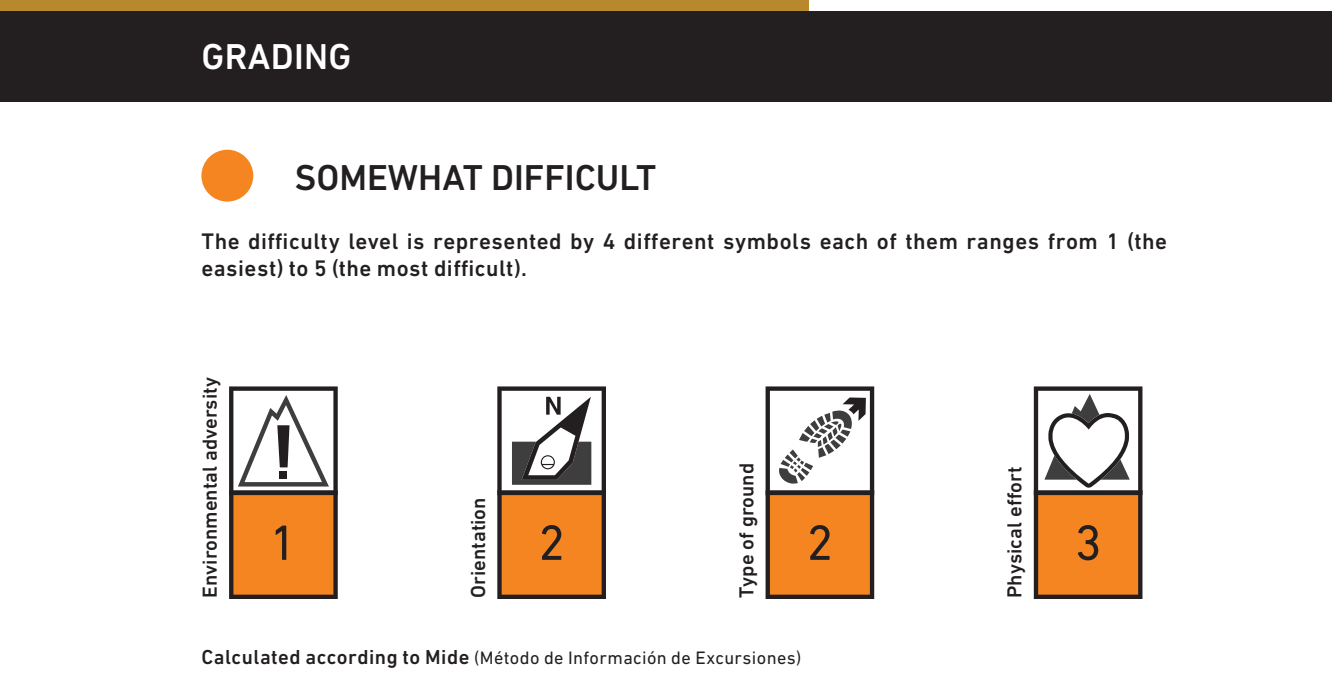 GRADING
SOMEWHAT DIFFICULT
The difficulty level is represented by 4 different symbols each of them ranges from 1 (the
easiest) to 5 (the most difficult).
Environmental adversity
1
Orientation
N
2
Type of ground
2
Physical effort
3
Calculated according to Mide (Método de Información de Excursiones)